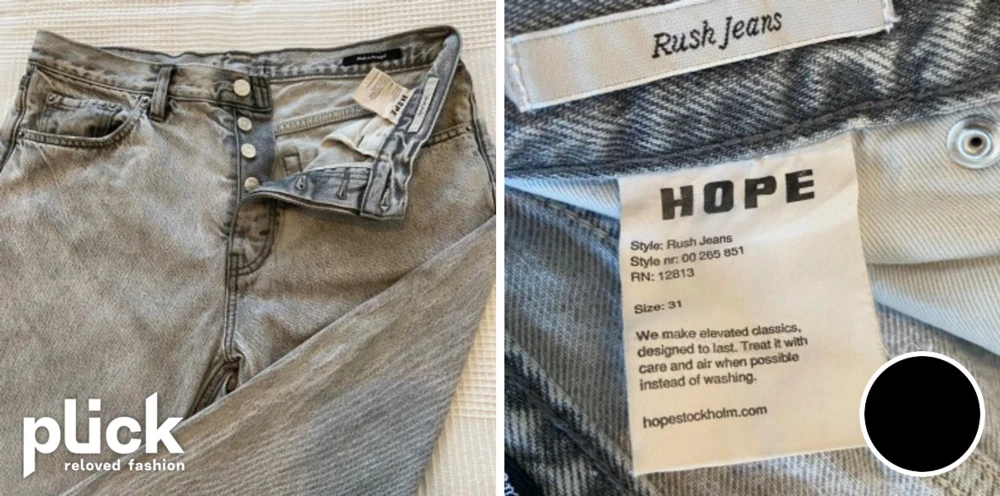 HOPE
plick
reloved fashion
Rush Jeans
HOPE
Style: Rush Jeans
Style nr: 00 265 851
RN: 12813
Size: 31
We make elevated classics,
designed to last. Treat it with
care and air when possible
instead of washing.
hopestockholm.com